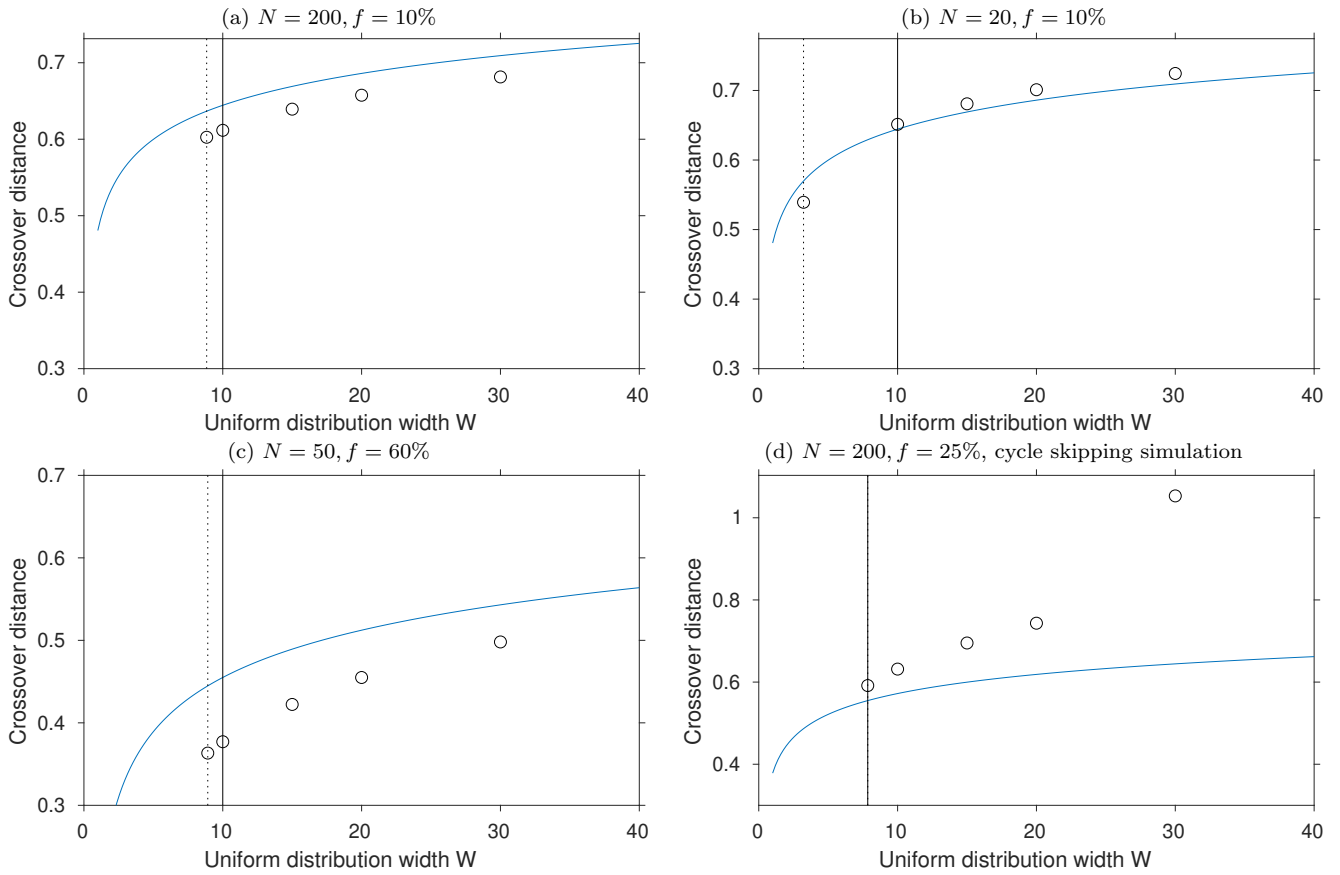 (a) N = 200, f = 10%
0.7
0.6
0.5
0.4
0.3
Crossover distance
0 10 20 30 40
Uniform distribution width W
(b) N = 20, f = 10%
0.7
0.6
0.5
0.4
0.3
Crossover distance
0 10 20 30 40
Uniform distribution width W
(c) N = 50, f = 60%
0.7
0.6
0.5
0.4
0.3
Crossover distance
0 10 20 30 40
Uniform distribution width W
(d) N = 200, f = 25%, cycle skipping simulation
1
0.8
0.6
0.4
Crossover distance
0 10 20 30 40
Uniform distribution width W